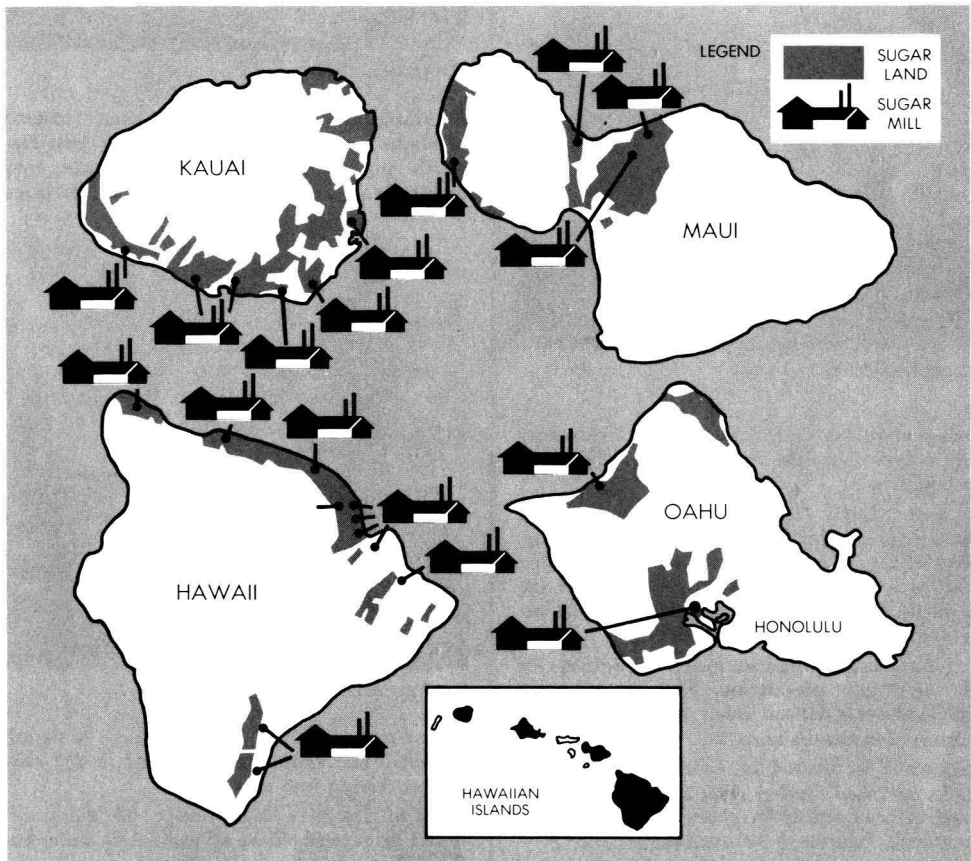 LEGEND
SUGAR
LAND
SUGAR
MILL
KAUAI
MAUI
HAWAII
OAHU
HONOLULU
HAWAIIAN
ISLANDS